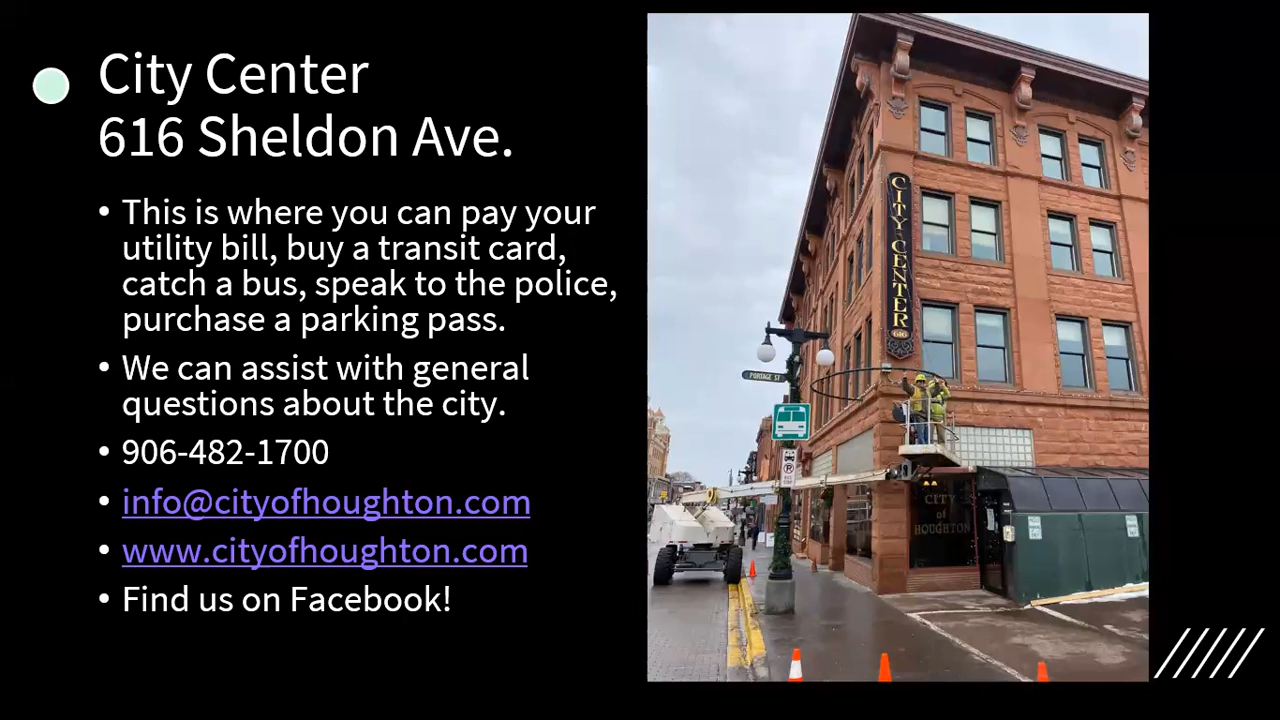 City Center
616 Sheldon Ave.
• This is where you can pay your
utility bill, buy a transit card,
catch a bus, speak to the police,
purchase a parking pass.
• We can assist with general
questions about the city.
• 906-482-1700
• info@cityofhoughton.com
• www.cityofhoughton.com
• Find us on Facebook!
CITY CENTER
616
PORTAGE ST
P
CITY
of
HOUGHTON